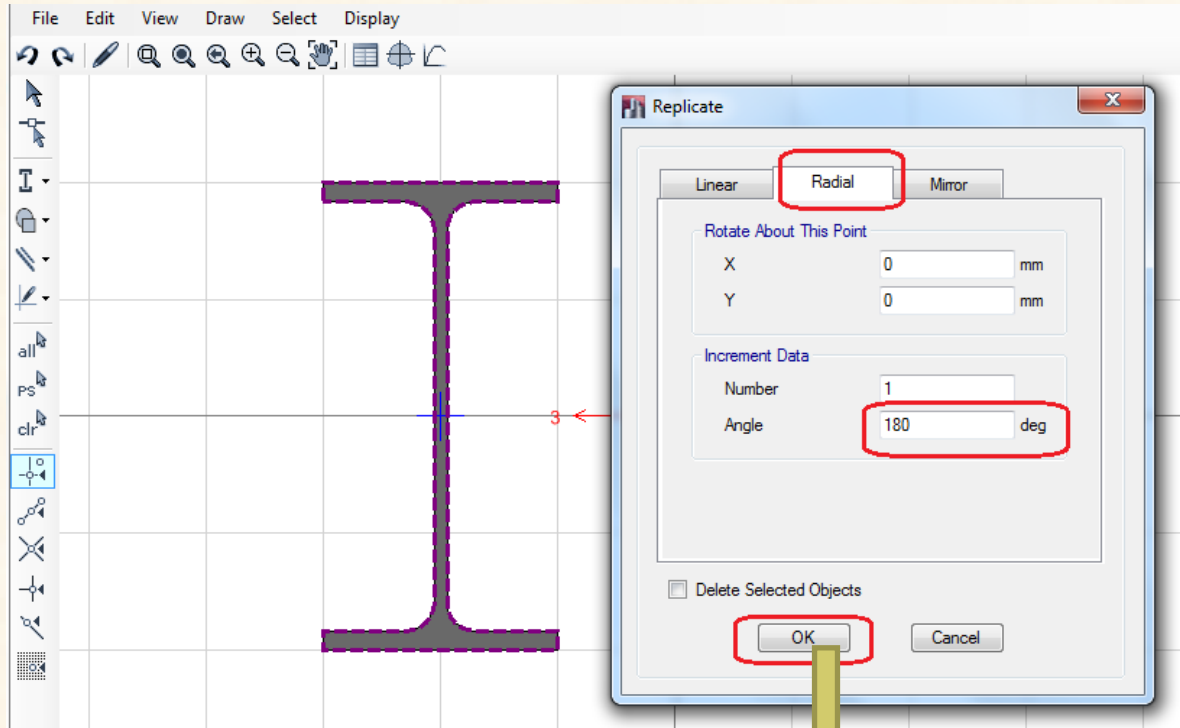 File Edit View Draw Select Display
Replicate
Linear Radial Mirror
Rotate About This Point
X 0 mm
Y 0 mm
Increment Data
Number 1
Angle 180 deg
Delete Selected Objects
OK Cancel
all
PS
clr
3